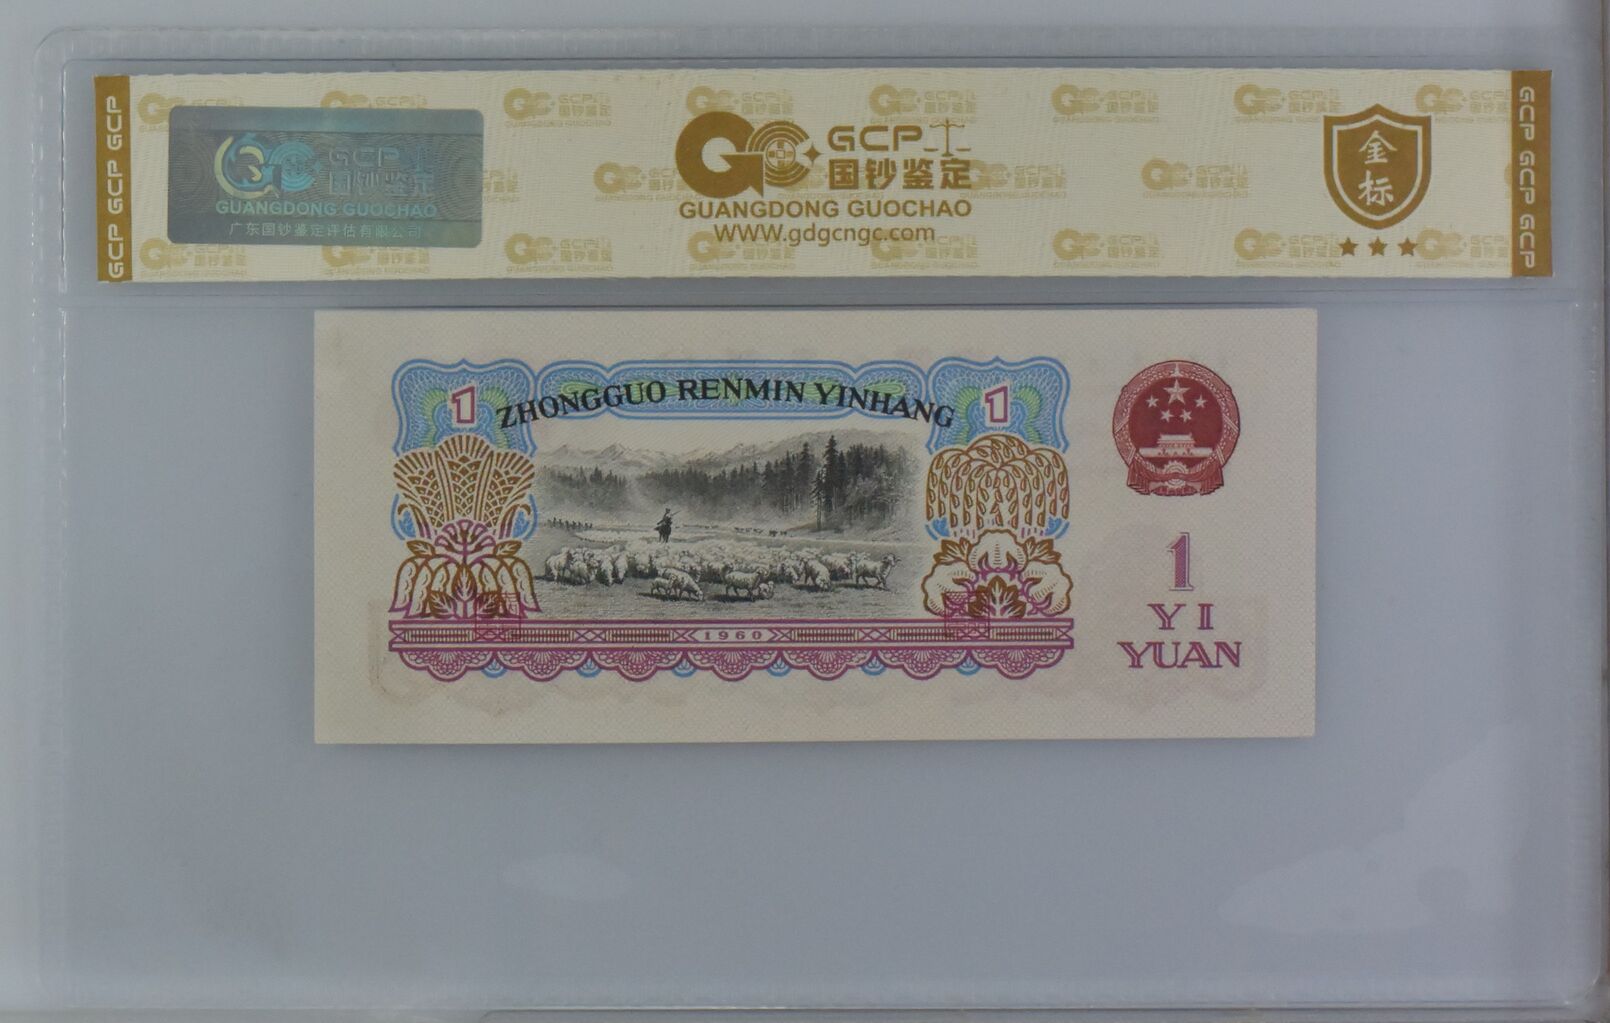 GCP GCP GCP
GCP
国钞鉴定
GUANGDONG GUOCHAO
广东国钞鉴定评估有限公司
GCP
国钞鉴定
GUANGDONG GUOCHAO
WWW.gdgcngc.com
金标
GCP GCP GCP
1
ZHONGGUO RENMIN YINHANG
1
1960
1
YI
YUAN